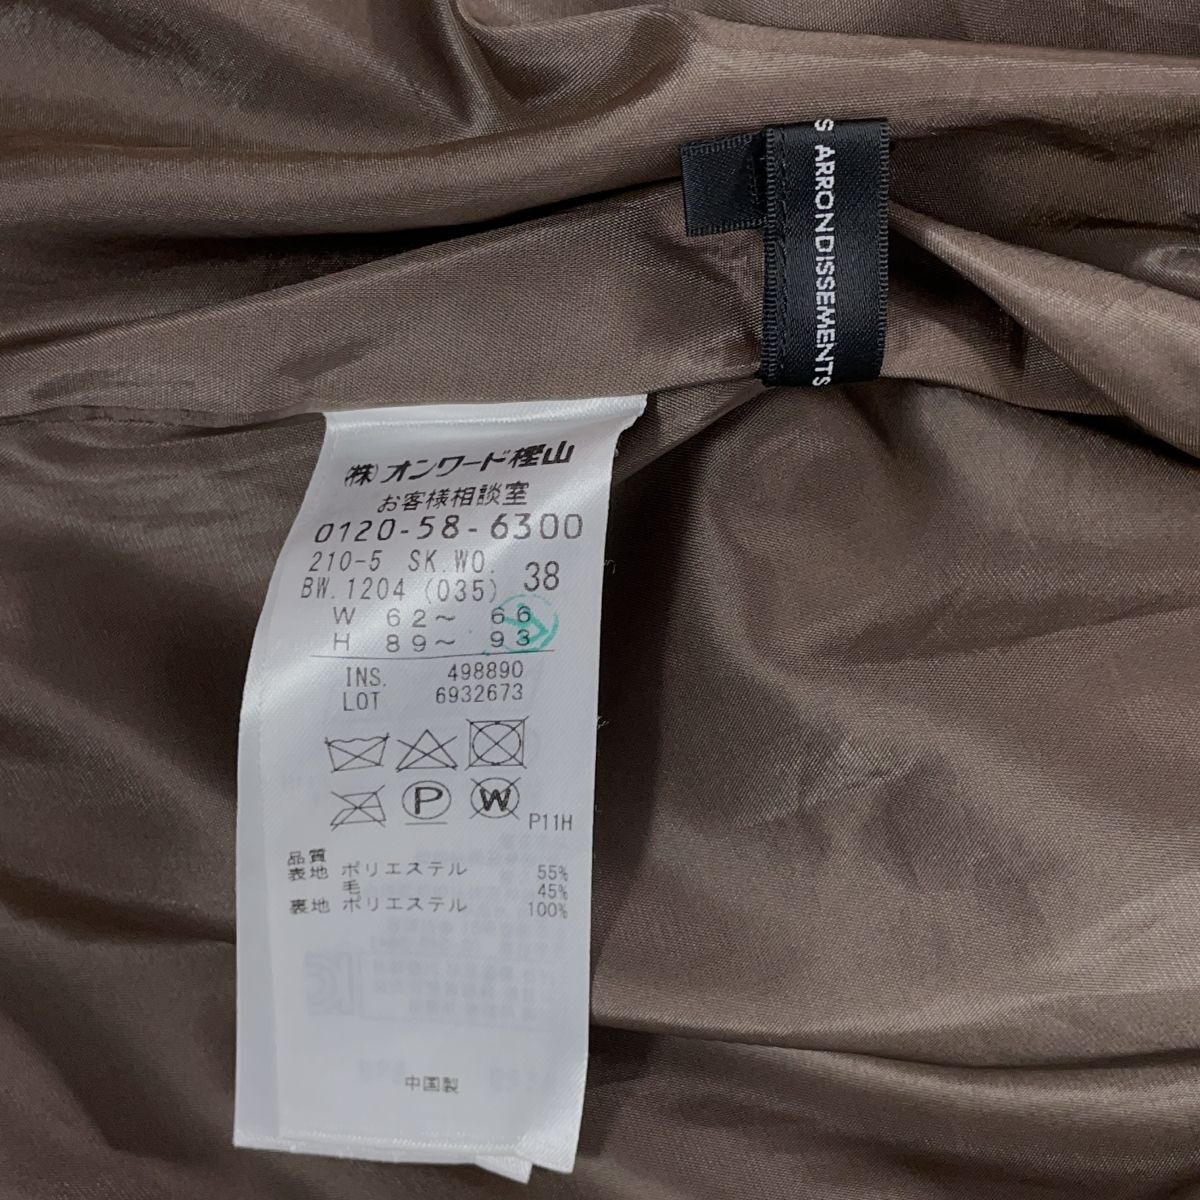 S ARRONDISSEMENTS
(株)オンワード樫山
お客様相談室
0120-58-6300
210-5 SK.WO.
BW.1204 (035) 38
W 62～ 66
H 89～ 93
INS. 498890
LOT 6932673
P
W
P11H
品質
表地 ポリエステル 55%
毛 45%
裏地 ポリエステル 100%
中国製